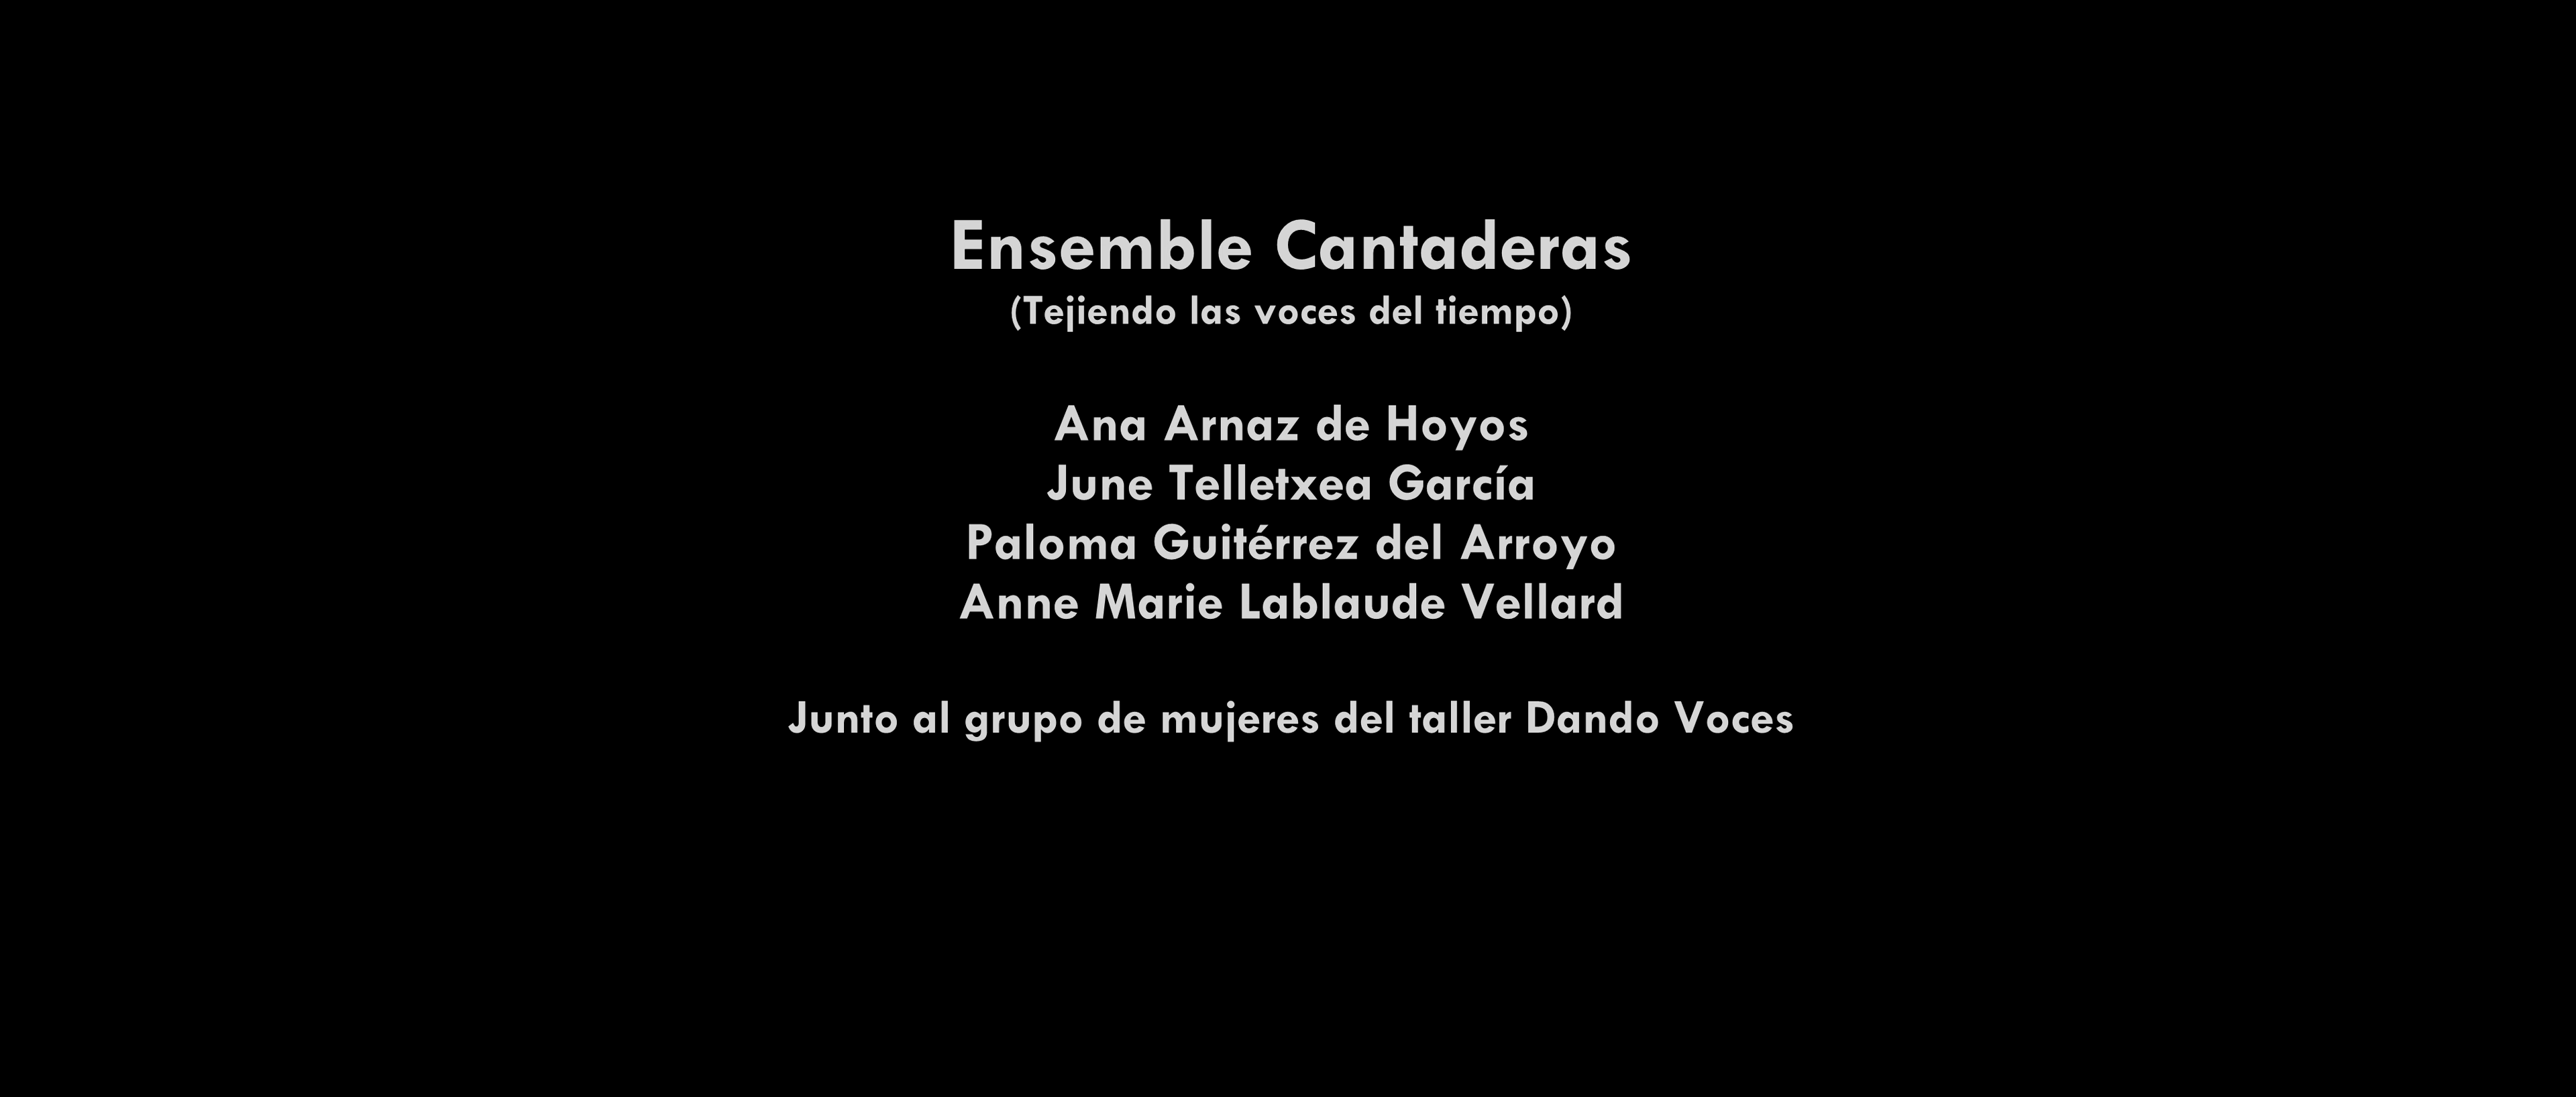 Ensemble Cantaderas
(Tejiendo las voces del tiempo)
Ana Arnaz de Hoyos
June Telletxea García
Paloma Guitérrez del Arroyo
Anne Marie Lablaude Vellard
Junto al grupo de mujeres del taller Dando Voces